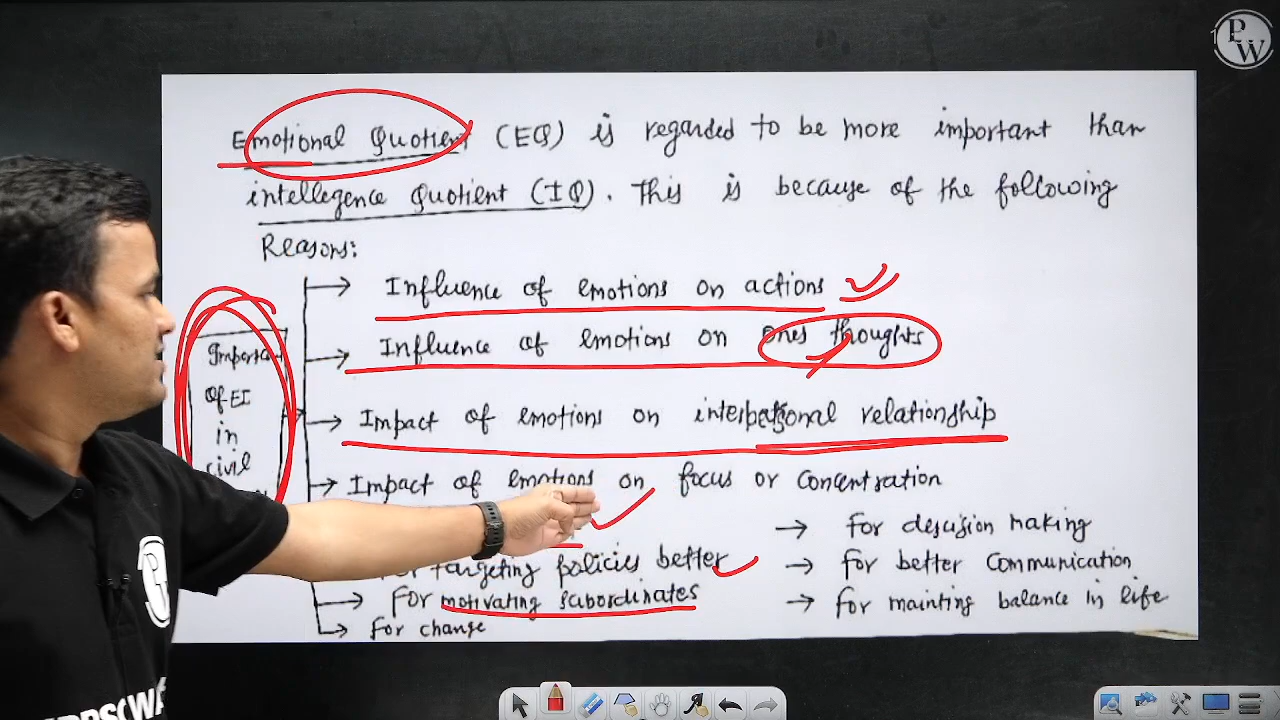 PW
Emotional Quotient (EQ) is regarded to be more important than
intellegence Quotient (IQ). This is because of the following
Reasons:
→ Influence of emotions on actions
→ Influence of emotions on ones thoughts
→ Impact of emotions on interpersonal relationship
→ Impact of emotions on focus or concentration
Importan
of EI
in
civil
→ For decision making
targeting policies better
→ for better communication
→ For motivating subordinates
→ for mainting balance in life
→ for change